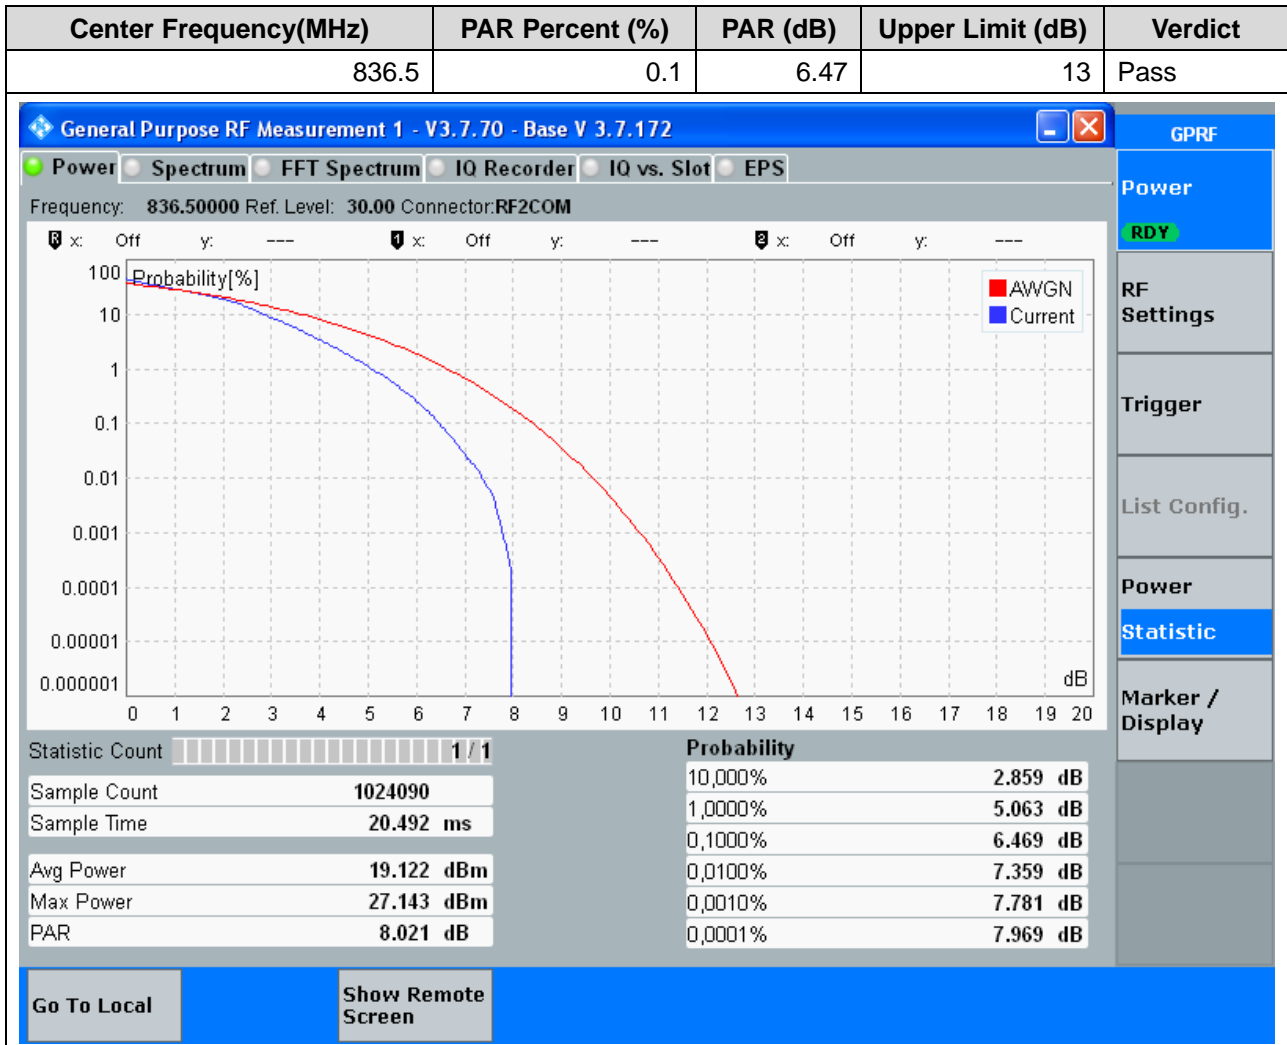 Center Frequency(MHz) PAR Percent (%) PAR (dB) Upper Limit (dB) Verdict
836.5 0.1 6.47 13 Pass
General Purpose RF Measurement 1 - V3.7.70 - Base V 3.7.172
GPRF
Power Spectrum FFT Spectrum IQ Recorder IQ vs. Slot EPS
Power
RDY
Frequency: 836.50000 Ref. Level: 30.00 Connector:RF2COM
R x: Off y: --- 1 x: Off y: --- 2 x: Off y: ---
Probability[%]
AWGN
Current
100
10
1
0.1
0.01
0.001
0.0001
0.00001
0.000001
dB
0 1 2 3 4 5 6 7 8 9 10 11 12 13 14 15 16 17 18 19 20
RF
Settings
Trigger
List Config.
Power
Statistic
Marker /
Display
Statistic Count 1 / 1
Sample Count 1024090
Sample Time 20.492 ms
Avg Power 19.122 dBm
Max Power 27.143 dBm
PAR 8.021 dB
Probability
10,000% 2.859 dB
1,0000% 5.063 dB
0,1000% 6.469 dB
0,0100% 7.359 dB
0,0010% 7.781 dB
0,0001% 7.969 dB
Go To Local
Show Remote
Screen